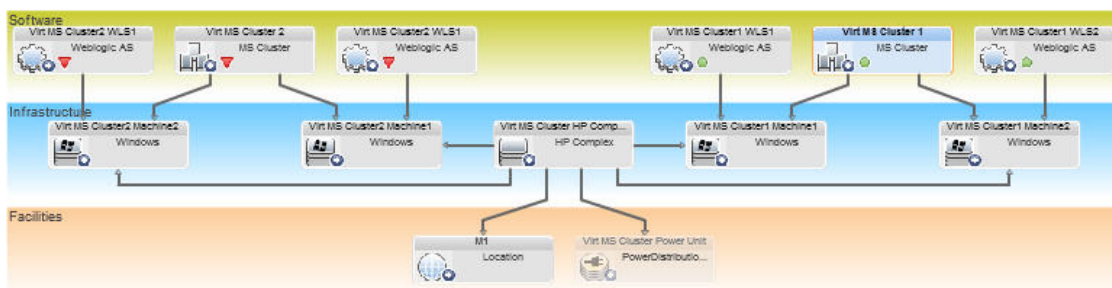 Software
Virt MS Cluster2 WLS1
Weblogic AS
Virt MS Cluster 2
MS Cluster
Virt MS Cluster2 WLS1
Weblogic AS
Virt MS Cluster1 WLS1
Weblogic AS
Virt MS Cluster 1
MS Cluster
Virt MS Cluster1 WLS2
Weblogic AS
Infrastructure
Virt MS Cluster2 Machine2
Windows
Virt MS Cluster2 Machine1
Windows
Virt MS Cluster HP Comp...
HP Complex
Virt MS Cluster1 Machine1
Windows
Virt MS Cluster1 Machine2
Windows
Facilities
M1
Location
Virt MS Cluster Power Unit
PowerDistributio...